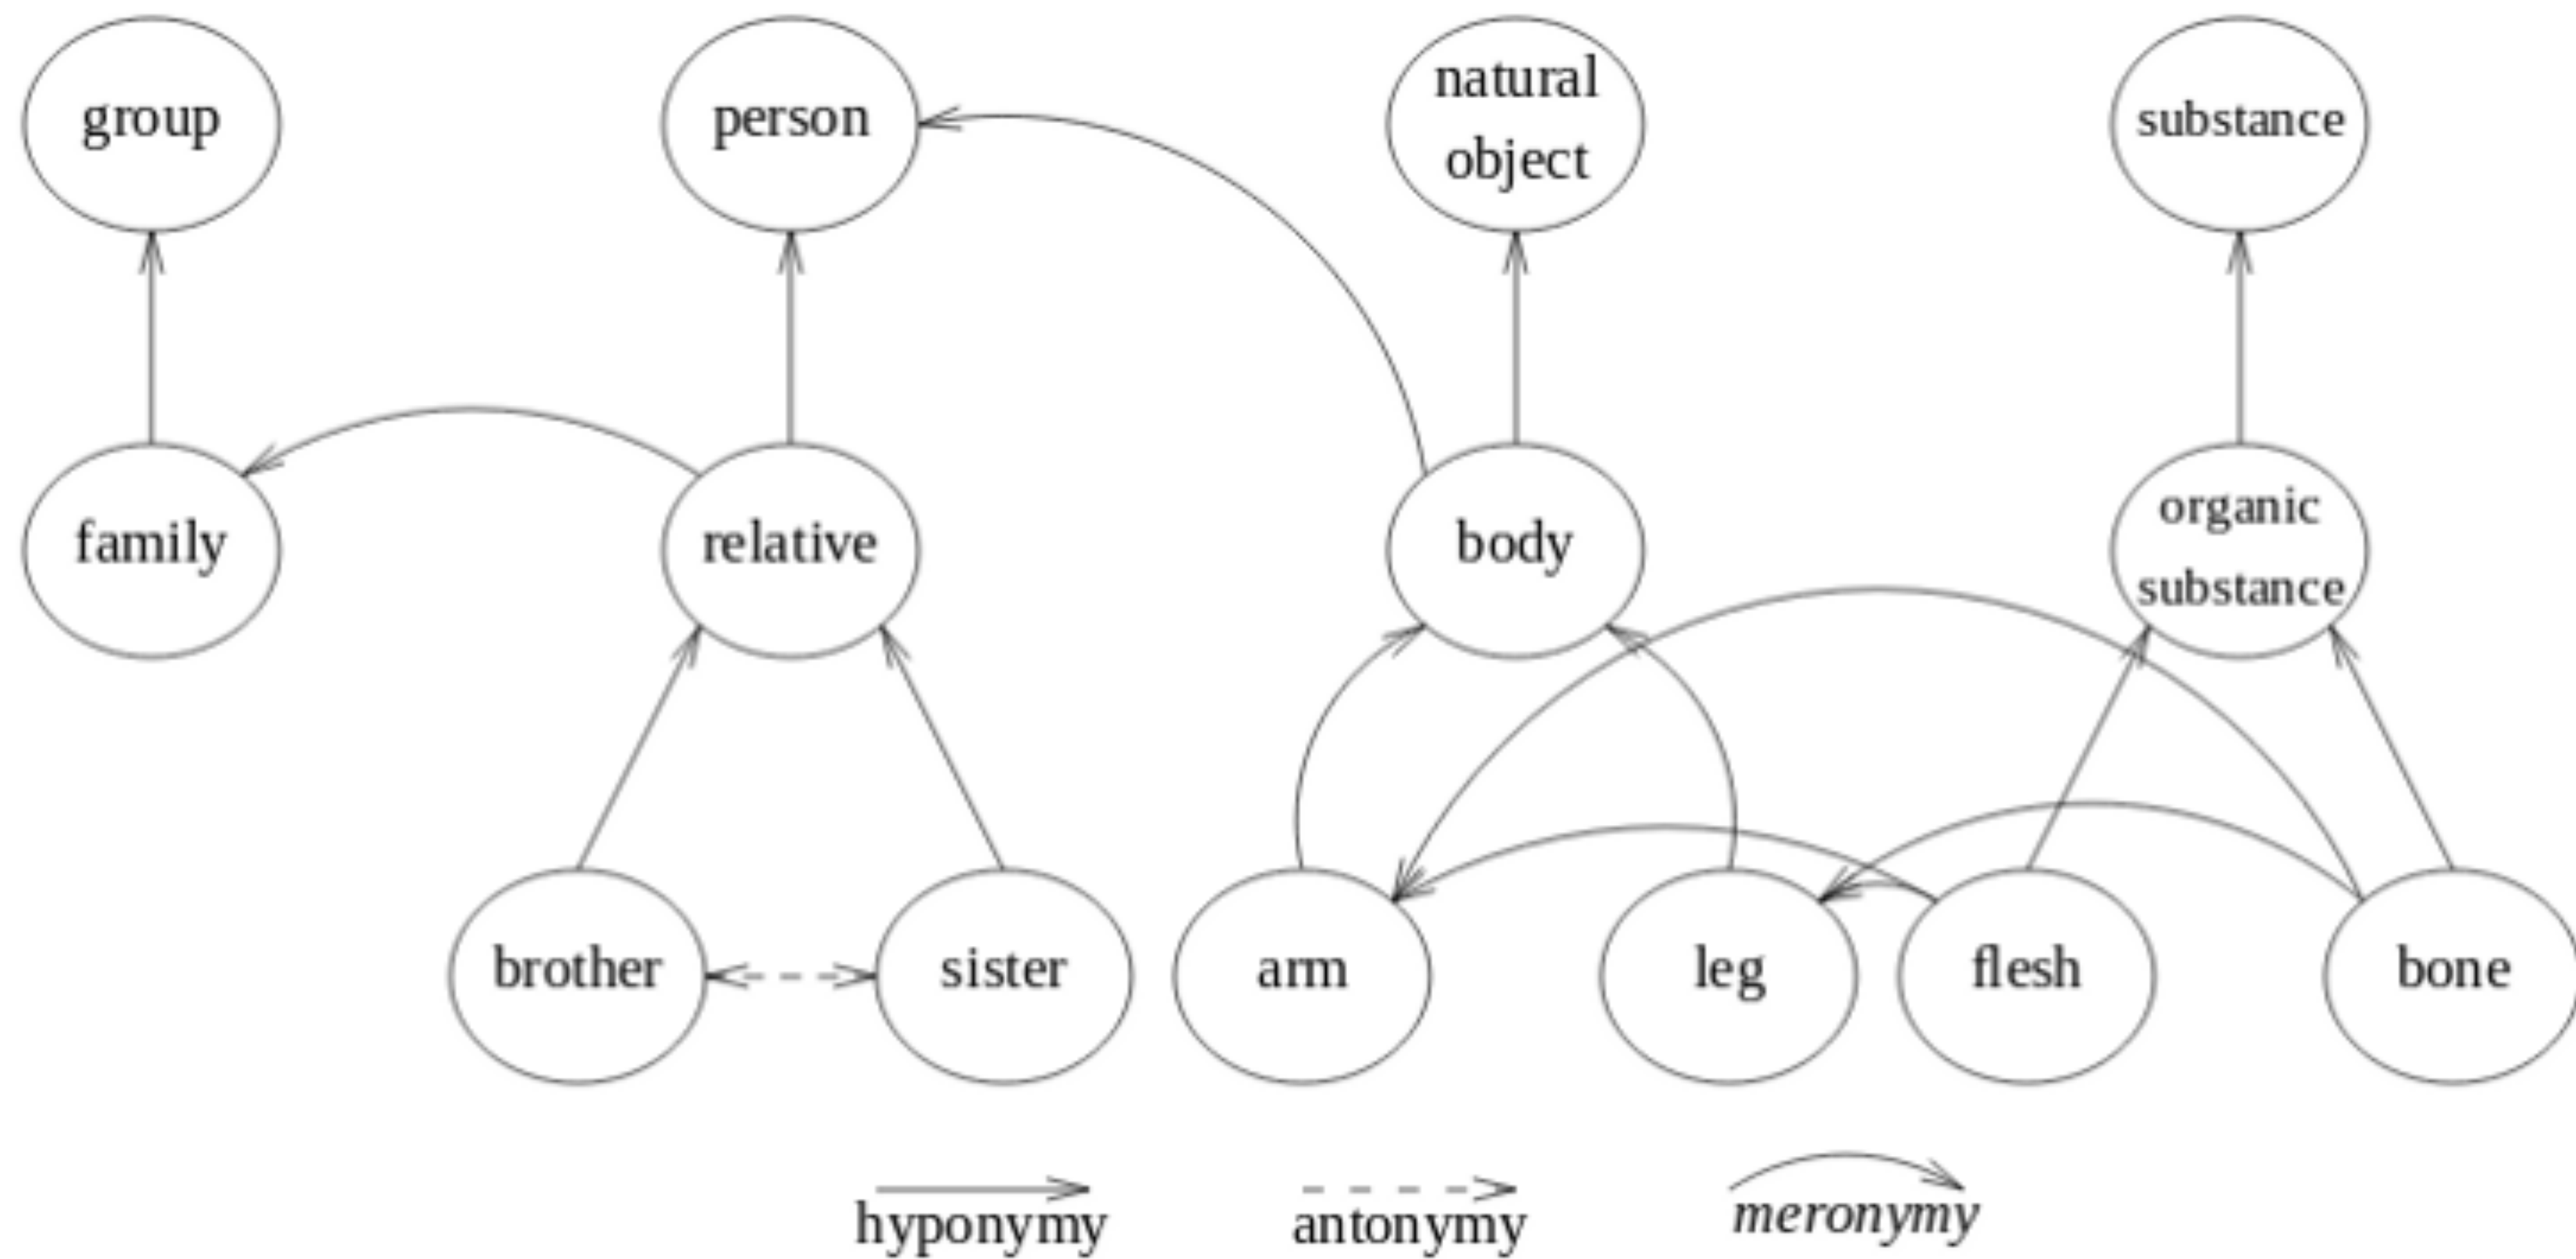 group
person
natural
object
substance
family
relative
body
organic
substance
brother
sister
arm
leg
flesh
bone
hyponymy
antonymy
meronymy